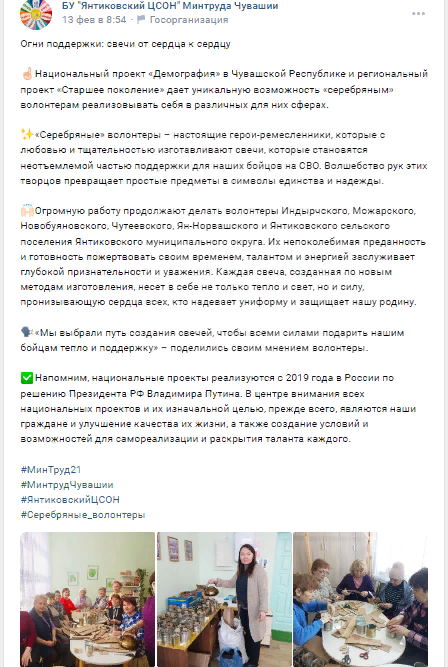 БУ "Янтиковский ЦСОН" Минтруда Чувашии
13 фев в 8:54 · Госорганизация
Огни поддержки: свечи от сердца к сердцу
☝🏻Национальный проект «Демография» в Чувашской Республике и региональный
проект «Старшее поколение» дает уникальную возможность «серебряным»
волонтерам реализовывать себя в различных для них сферах.
✨«Серебряные» волонтеры – настоящие герои-ремесленники, которые с
любовью и тщательностью изготавливают свечи, которые становятся
неотъемлемой частью поддержки для наших бойцов на СВО. Волшебство рук этих
творцов превращает простые предметы в символы единства и надежды.
🙌🏻Огромную работу продолжают делать волонтеры Индырчского, Можарского,
Новобуяновского, Чутеевского, Ян-Норвашского и Янтиковского сельского
поселения Янтиковского муниципального округа. Их непоколебимая преданность
и готовность пожертвовать своим временем, талантом и энергией заслуживает
глубокой признательности и уважения. Каждая свеча, созданная по новым
методам изготовления, несет в себе не только тепло и свет, но и силу,
пронизывающую сердца всех, кто надевает униформу и защищает нашу родину.
🗣«Мы выбрали путь создания свечей, чтобы всеми силами подарить нашим
бойцам тепло и поддержку» – поделились своим мнением волонтеры.
✅Напомним, национальные проекты реализуются с 2019 года в России по
решению Президента РФ Владимира Путина. В центре внимания всех
национальных проектов и их изначальной целью, прежде всего, являются наши
граждане и улучшение качества их жизни, а также создание условий и
возможностей для самореализации и раскрытия таланта каждого.
#МинТруд21
#МинтрудЧувашии
#ЯнтиковскийЦСОН
#Серебряные_волонтеры